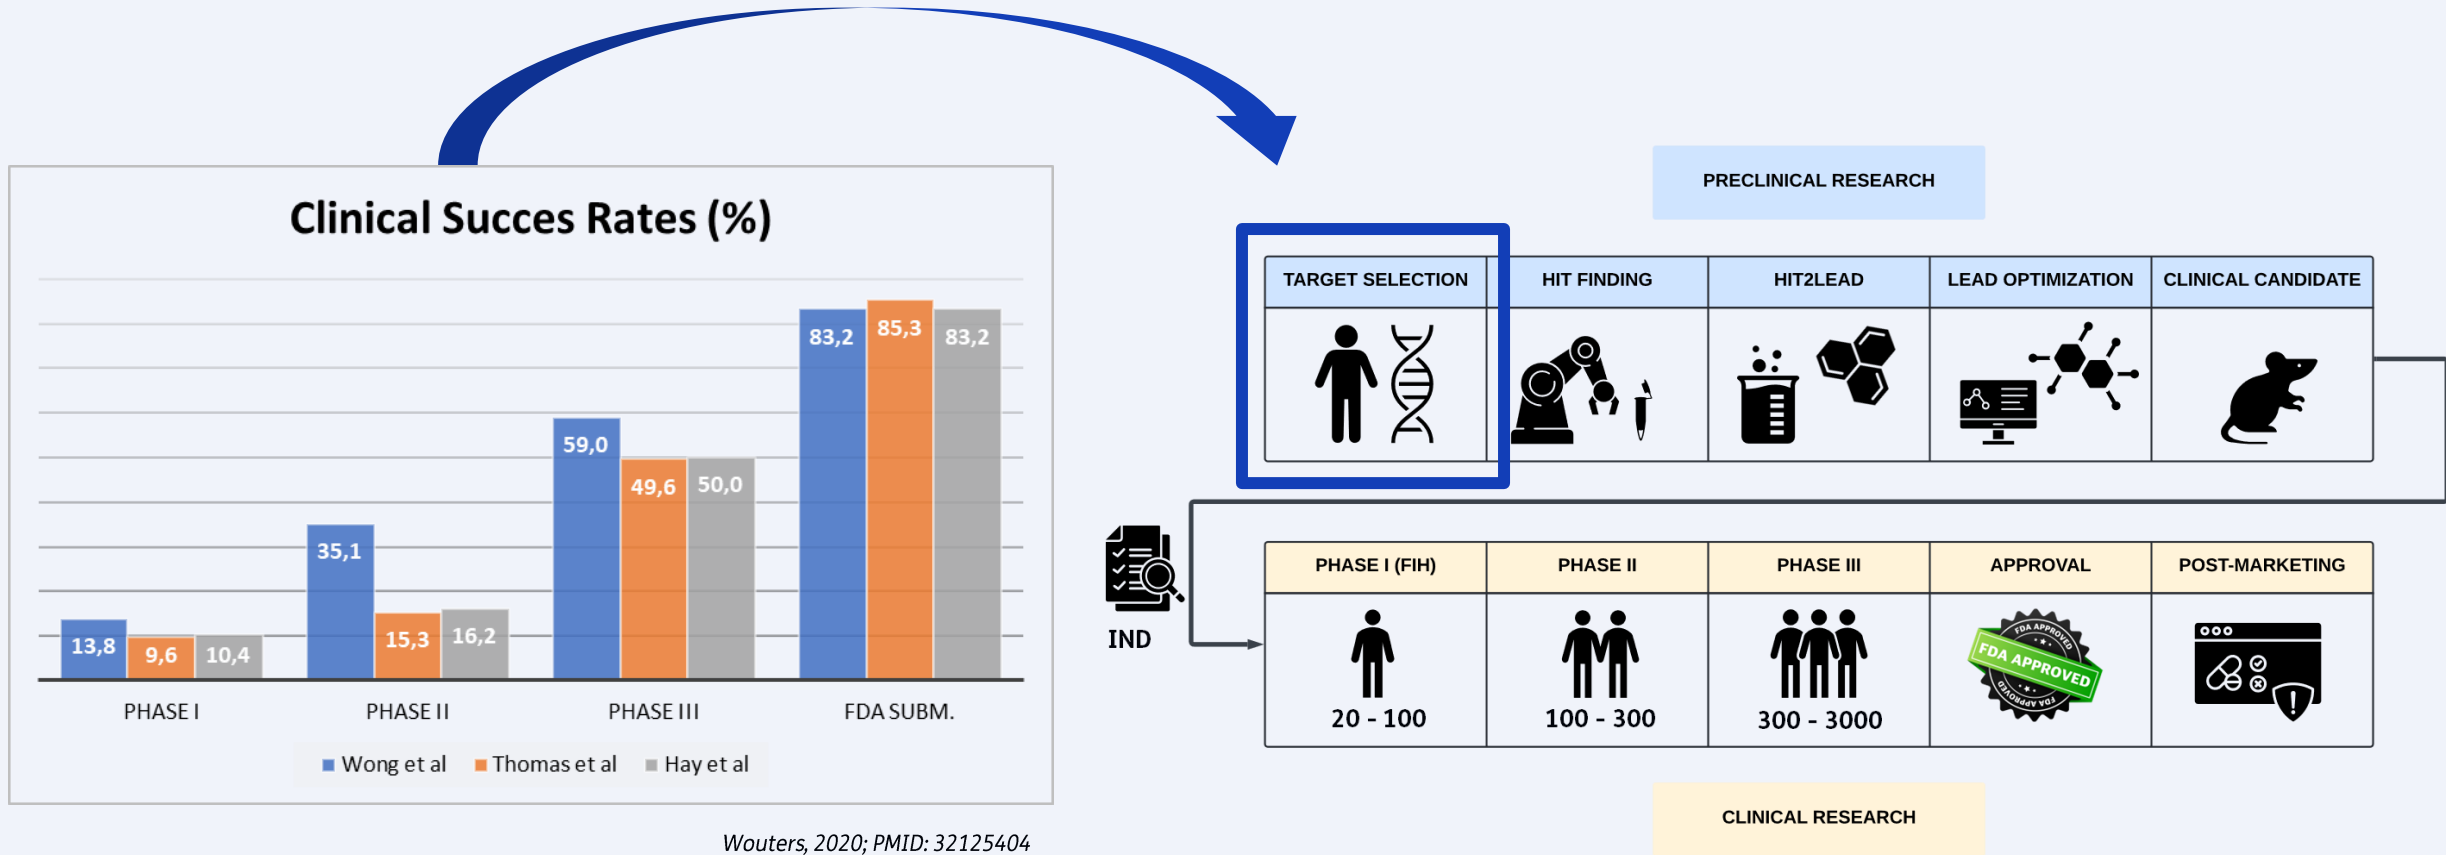 Clinical Succes Rates (%)
83,2
85,3
83,2
59,0
49,6
50,0
35,1
15,3
16,2
13,8
9,6
10,4
PHASE I
PHASE II
PHASE III
FDA SUBM.
Wong et al
Thomas et al
Hay et al
Wouters, 2020; PMID: 32125404
PRECLINICAL RESEARCH
TARGET SELECTION
HIT FINDING
HIT2LEAD
LEAD OPTIMIZATION
CLINICAL CANDIDATE
IND
PHASE I (FIH)
PHASE II
PHASE III
APPROVAL
POST-MARKETING
20 - 100
100 - 300
300 - 3000
FDA APPROVED
FDA APPROVED
FDA APPROVED
CLINICAL RESEARCH